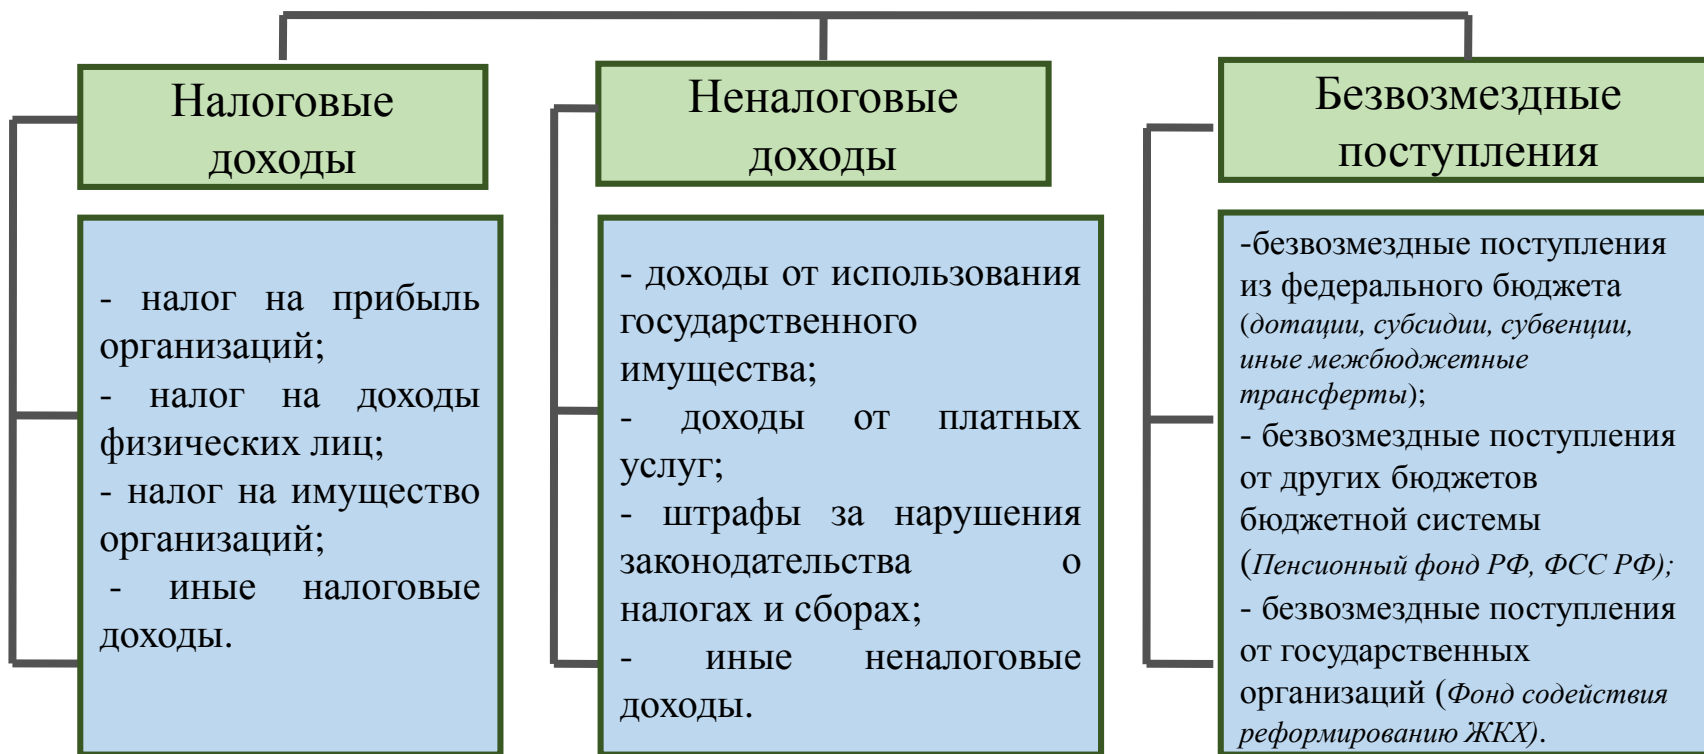 Налоговые
доходы
- налог на прибыль
организаций;
- налог на доходы
физических лиц;
- налог на имущество
организаций;
- иные налоговые
доходы.
Неналоговые
доходы
- доходы от использования
государственного
имущества;
- доходы от платных
услуг;
- штрафы за нарушения
законодательства о
налогах и сборах;
- иные неналоговые
доходы.
Безвозмездные
поступления
-безвозмездные поступления
из федерального бюджета
(дотации, субсидии, субвенции,
иные межбюджетные
трансферты);
- безвозмездные поступления
от других бюджетов
бюджетной системы
(Пенсионный фонд РФ, ФСС РФ);
- безвозмездные поступления
от государственных
организаций (Фонд содействия
реформированию ЖКХ).